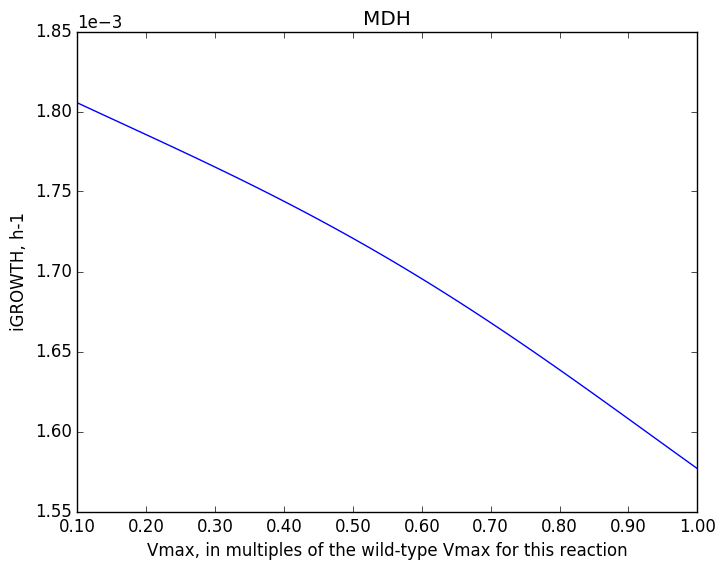 MDH
1e−3
1.85
1.80
1.75
1.70
1.65
1.60
1.55
iGROWTH, h-1
0.10 0.20 0.30 0.40 0.50 0.60 0.70 0.80 0.90 1.00
Vmax, in multiples of the wild-type Vmax for this reaction